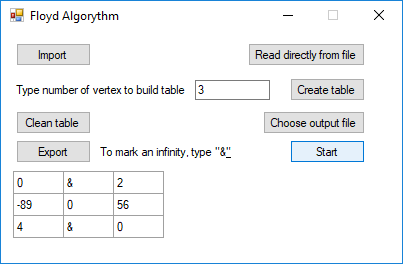 Floyd Algorythm
Import Read directly from file
Type number of vertex to build table 3 Create table
Clean table Choose output file
Export To mark an infinity, type "&_" Start
0 & 2
-89 0 56
4 & 0